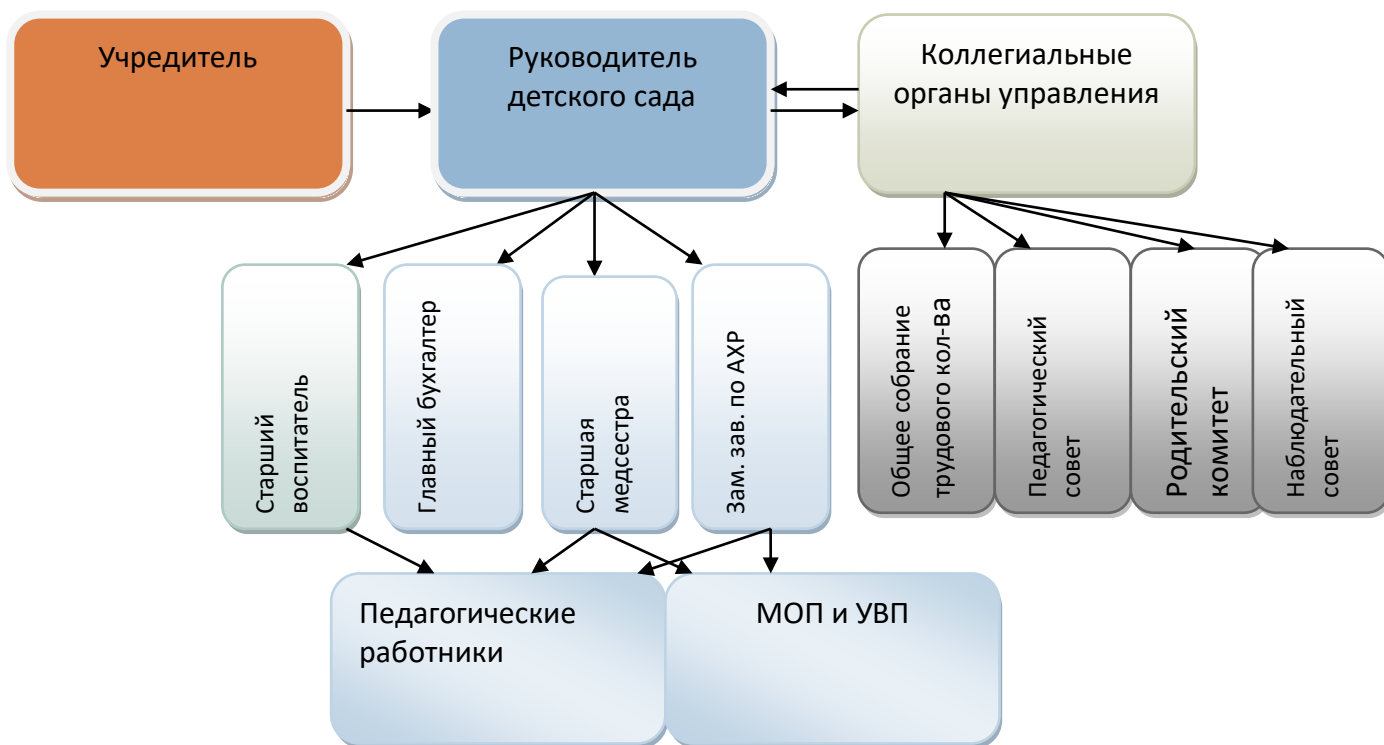 Учредитель
Руководитель
детского сада
Коллегиальные
органы управления
Старший
воспитатель
Главный бухгалтер
Старшая
медсестра
Зам. зав. по АХР
Общее собрание
трудового кол-ва
Педагогический
совет
Родительский
комитет
Наблюдательный
совет
Педагогические
работники
МОП и УВП